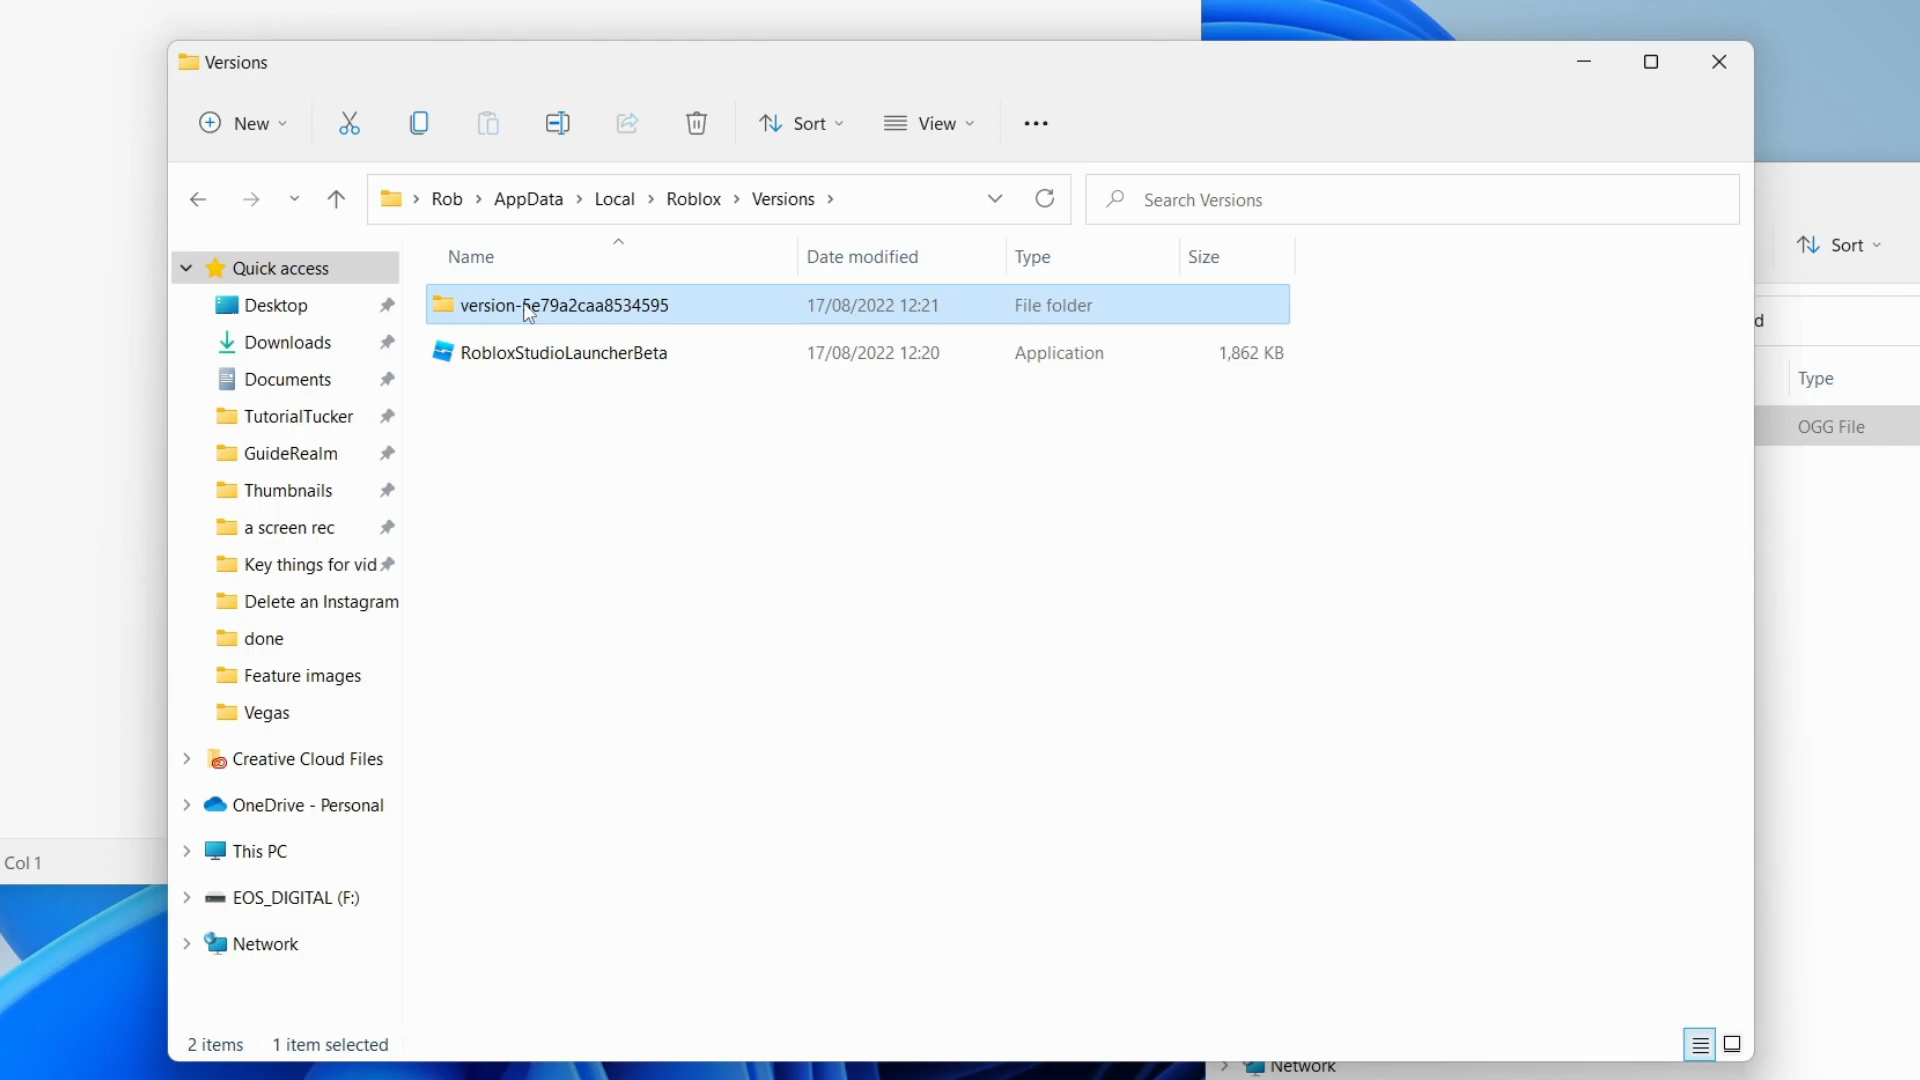 Versions
New
Sort
View
Rob > AppData > Local > Roblox > Versions >
Search Versions
Sort
Name
Date modified
Type
Size
Quick access
Desktop
Downloads
Documents
TutorialTucker
GuideRealm
Thumbnails
a screen rec
Key things for vid
Delete an Instagram
done
Feature images
Vegas
Creative Cloud Files
OneDrive - Personal
This PC
EOS_DIGITAL (F:)
Network
version-5e79a2caa8534595 17/08/2022 12:21 File folder
RobloxStudioLauncherBeta 17/08/2022 12:20 Application 1,862 KB
d
Type
OGG File
Col 1
2 items 1 item selected
Network